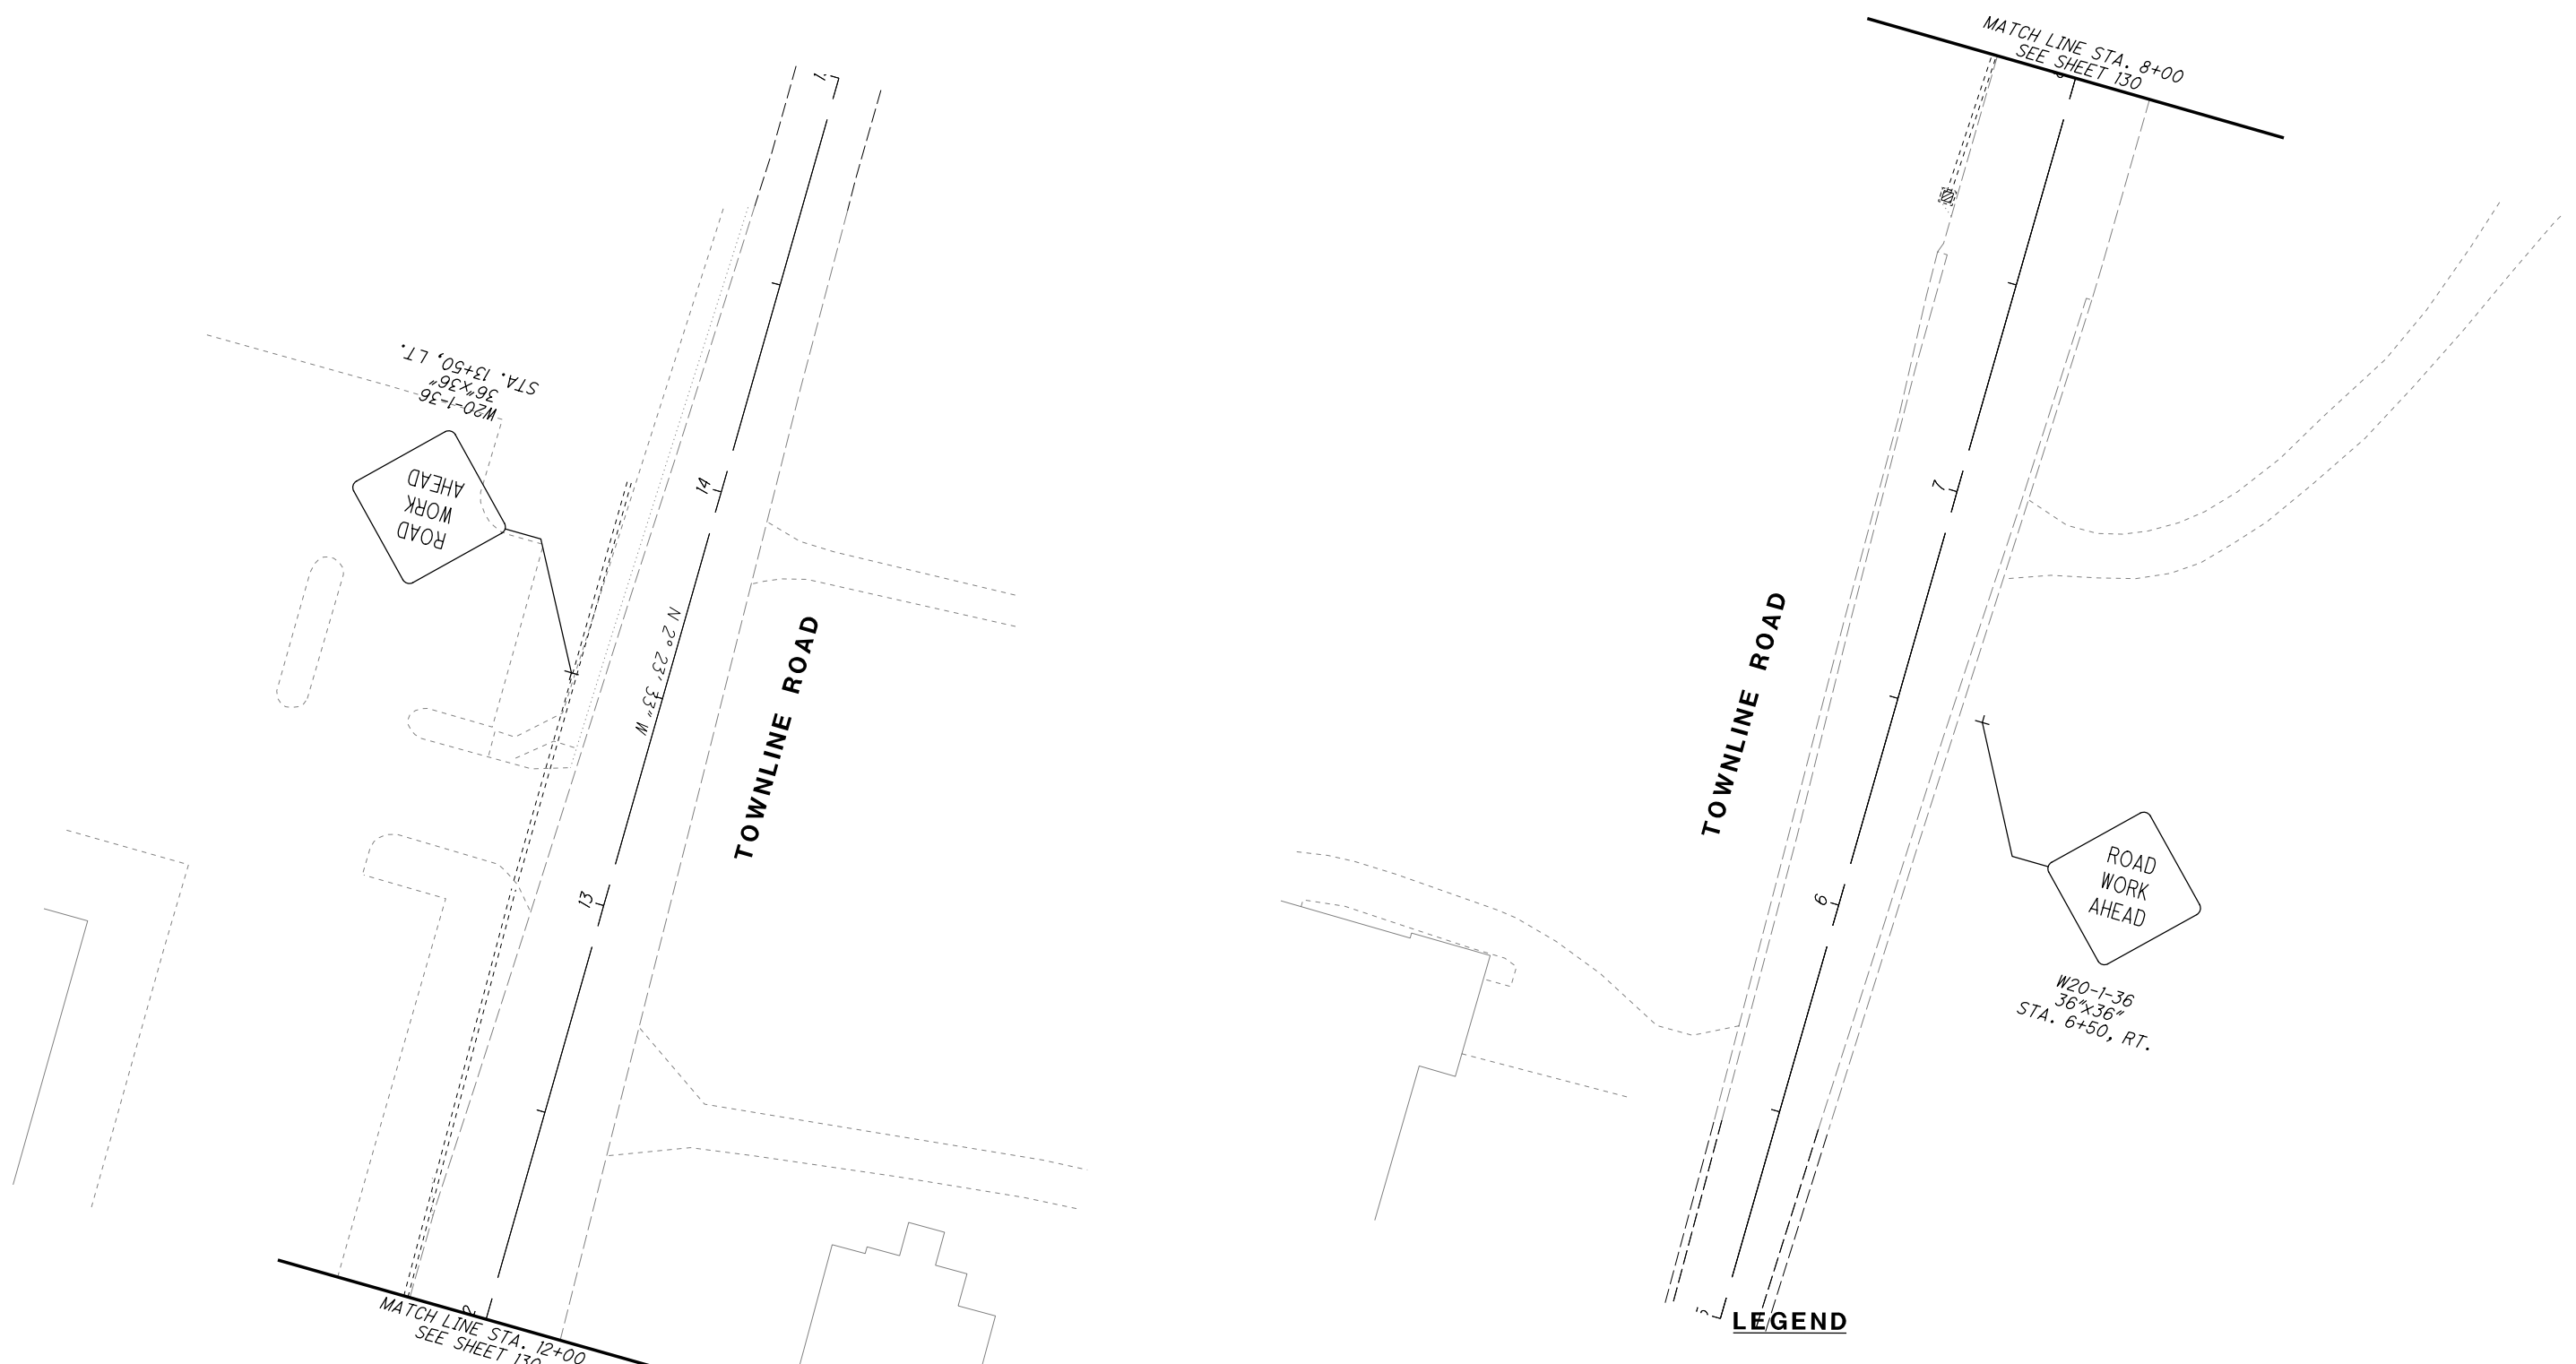 STA. 13+50, LT.
36"x36"
W20-1-36
ROAD
WORK
AHEAD
14
N 2° 23' 33" W
TOWNLINE ROAD
13
MATCH LINE STA. 12+00
SEE SHEET 130
MATCH LINE STA. 8+00
SEE SHEET 130
7
TOWNLINE ROAD
6
ROAD
WORK
AHEAD
W20-1-36
36"x36"
STA. 6+50, RT.
LEGEND